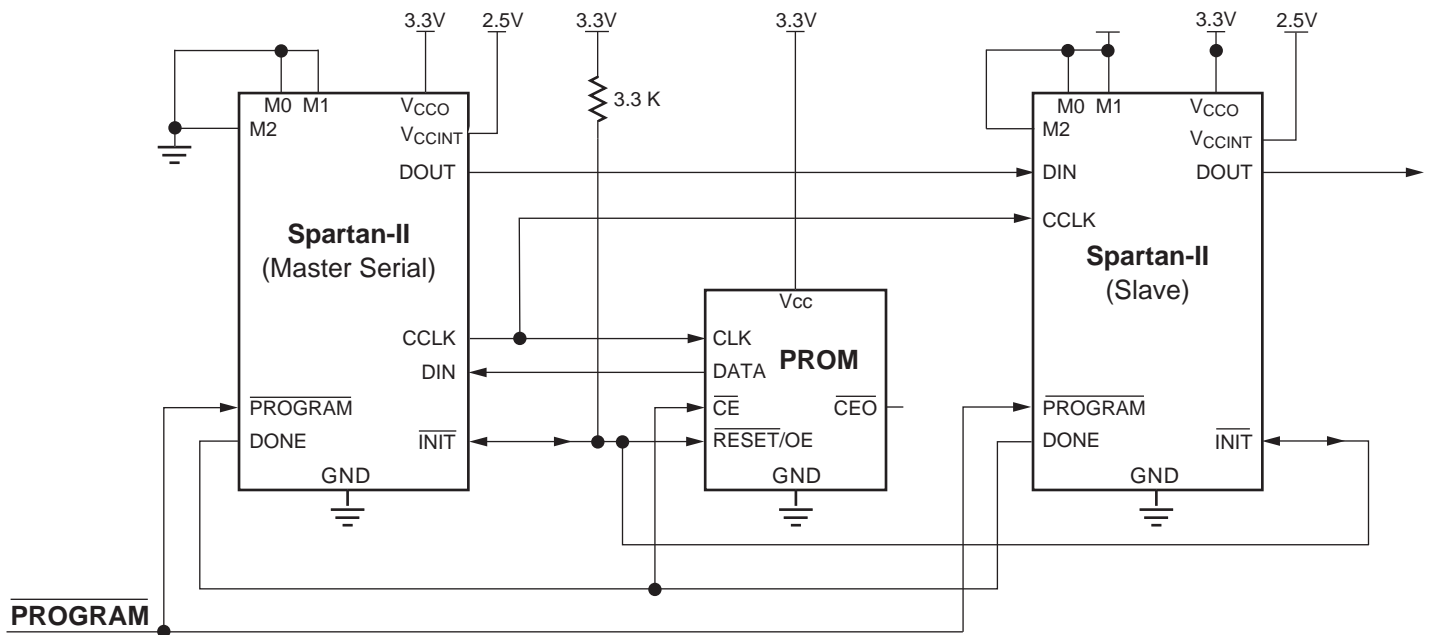 3.3V 2.5V 3.3V 3.3V 3.3V 2.5V
3.3 K
M0 M1
VCCO
M2
VCCINT
DOUT
Spartan-II
(Master Serial)
CCLK
DIN
PROGRAM
DONE
INIT
GND
Vcc
CLK
PROM
DATA
CE
CEO
RESET/OE
GND
M0 M1
VCCO
M2
VCCINT
DIN
DOUT
CCLK
Spartan-II
(Slave)
PROGRAM
DONE
INIT
GND
PROGRAM